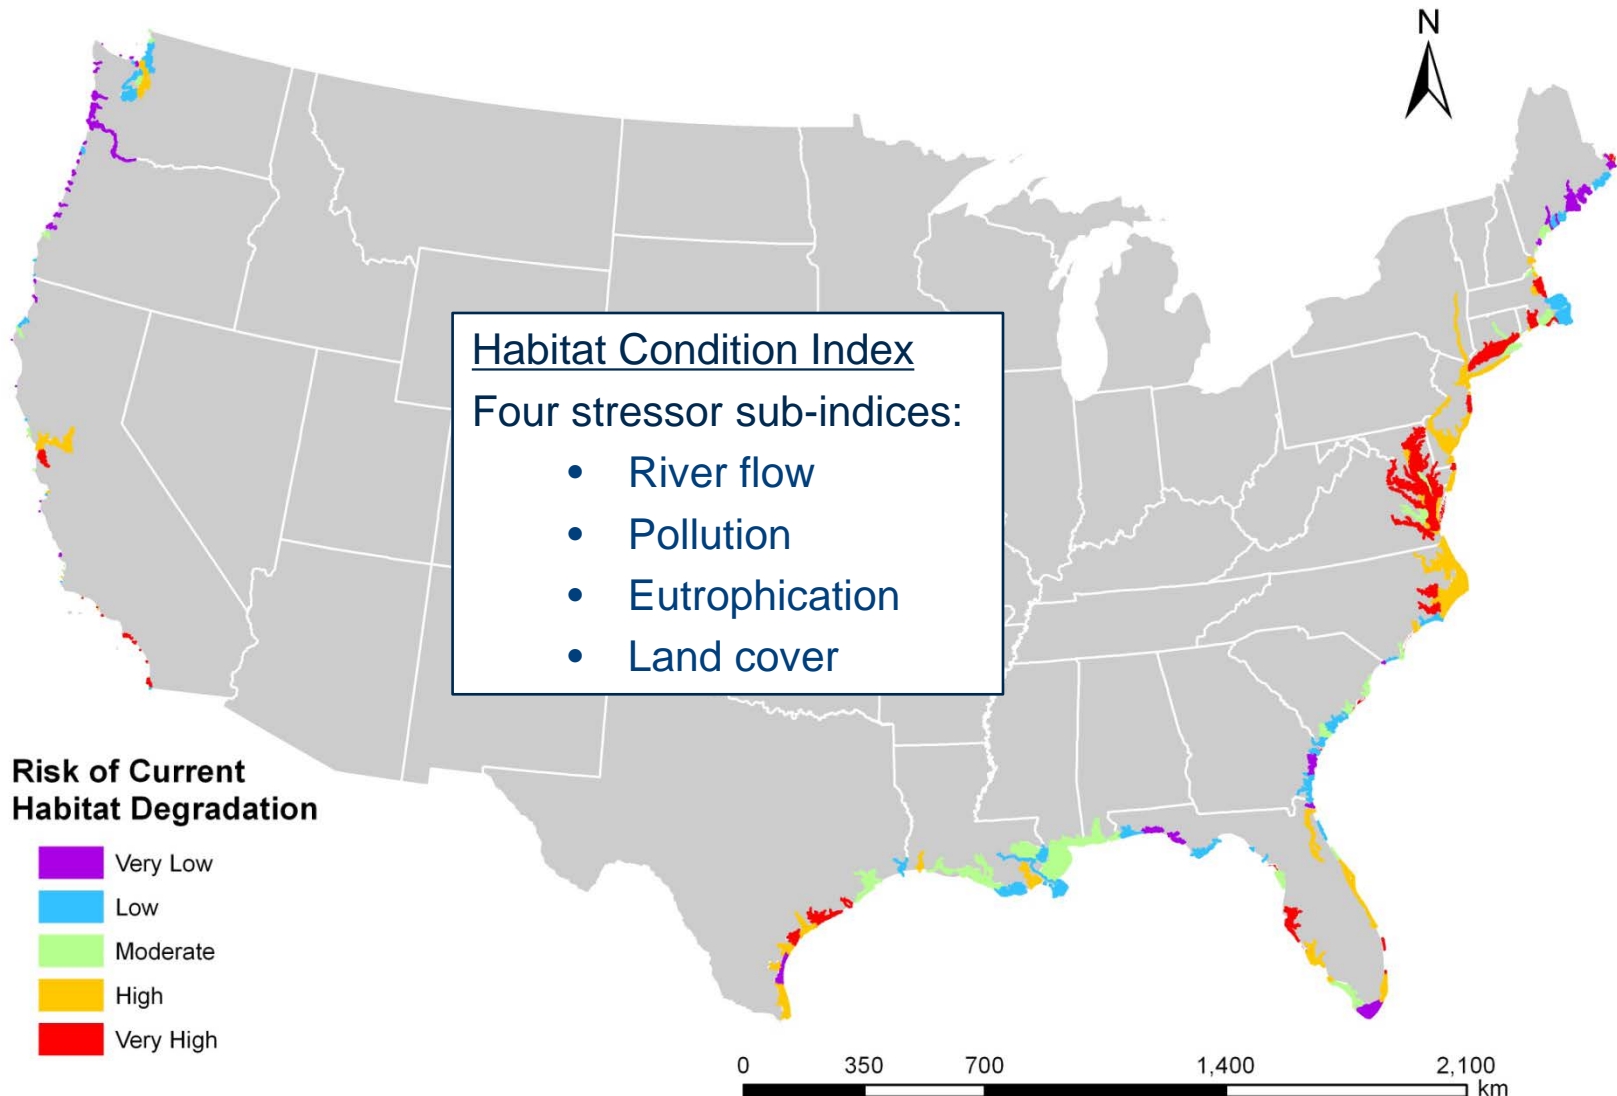 N
Habitat Condition Index
Four stressor sub-indices:
• River flow
• Pollution
• Eutrophication
• Land cover
Risk of Current
Habitat Degradation
Very Low
Low
Moderate
High
Very High
0 350 700 1,400 2,100
km